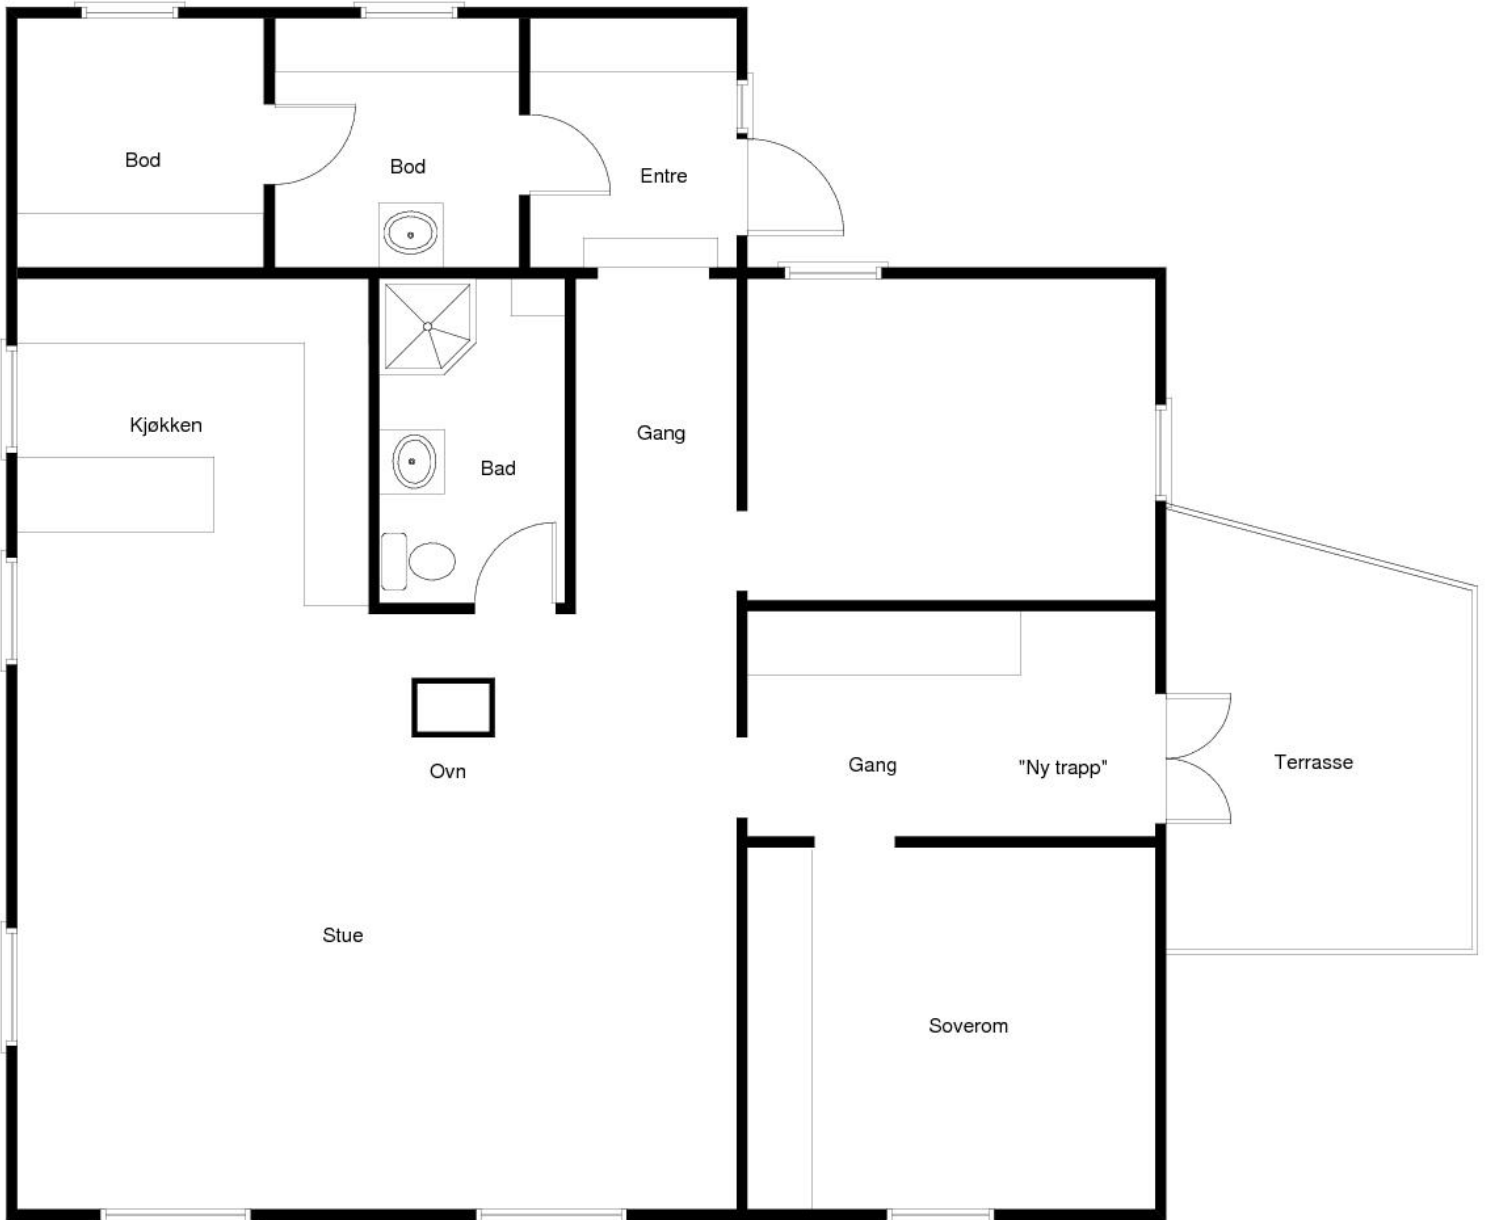 Bod
Bod
Entre
Kjøkken
Gang
Bad
Ovn
Gang
"Ny trapp"
Terrasse
Stue
Soverom